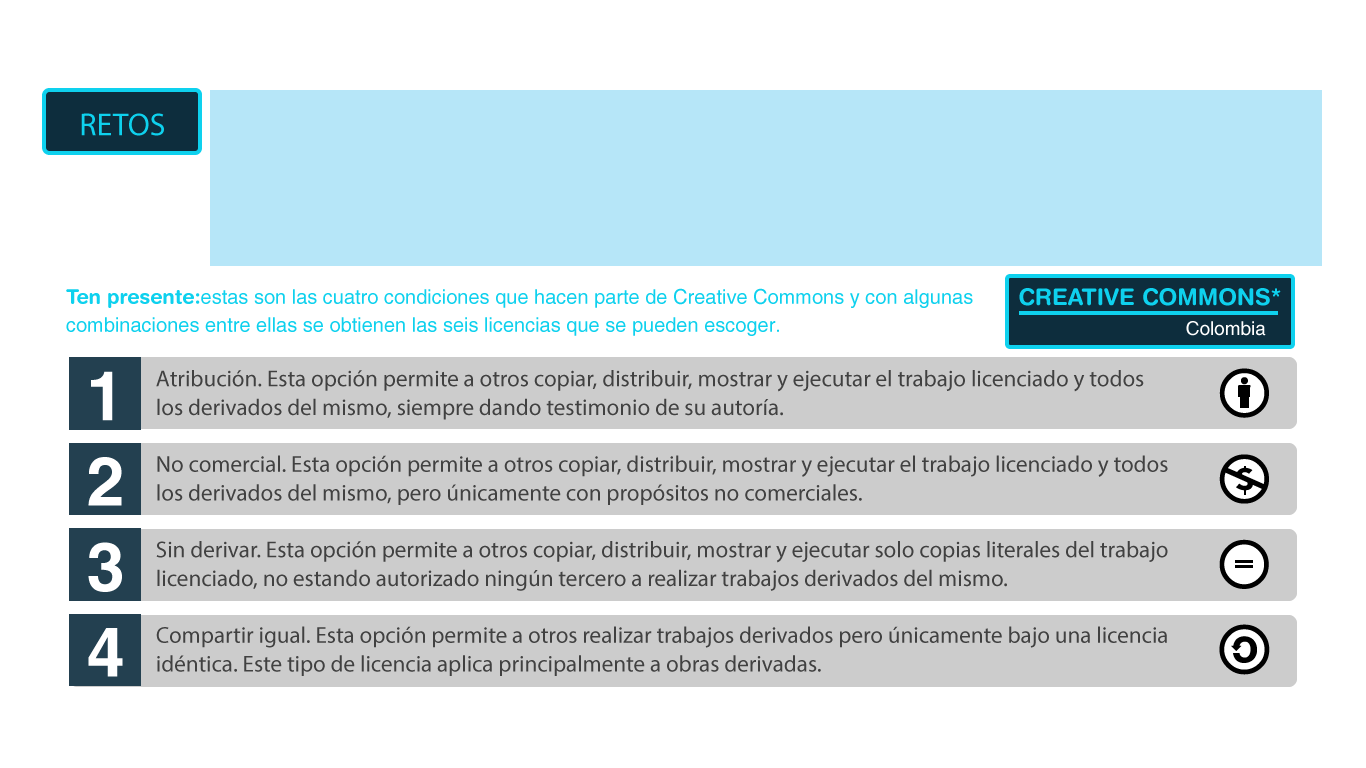 RETOS
Ten presente:estas son las cuatro condiciones que hacen parte de Creative Commons y con algunas
combinaciones entre ellas se obtienen las seis licencias que se pueden escoger.
CREATIVE COMMONS*
Colombia
1
Atribución. Esta opción permite a otros copiar, distribuir, mostrar y ejecutar el trabajo licenciado y todos
los derivados del mismo, siempre dando testimonio de su autoría.
2
No comercial. Esta opción permite a otros copiar, distribuir, mostrar y ejecutar el trabajo licenciado y todos
los derivados del mismo, pero únicamente con propósitos no comerciales.
3
Sin derivar. Esta opción permite a otros copiar, distribuir, mostrar y ejecutar solo copias literales del trabajo
licenciado, no estando autorizado ningún tercero a realizar trabajos derivados del mismo.
4
Compartir igual. Esta opción permite a otros realizar trabajos derivados pero únicamente bajo una licencia
idéntica. Este tipo de licencia aplica principalmente a obras derivadas.